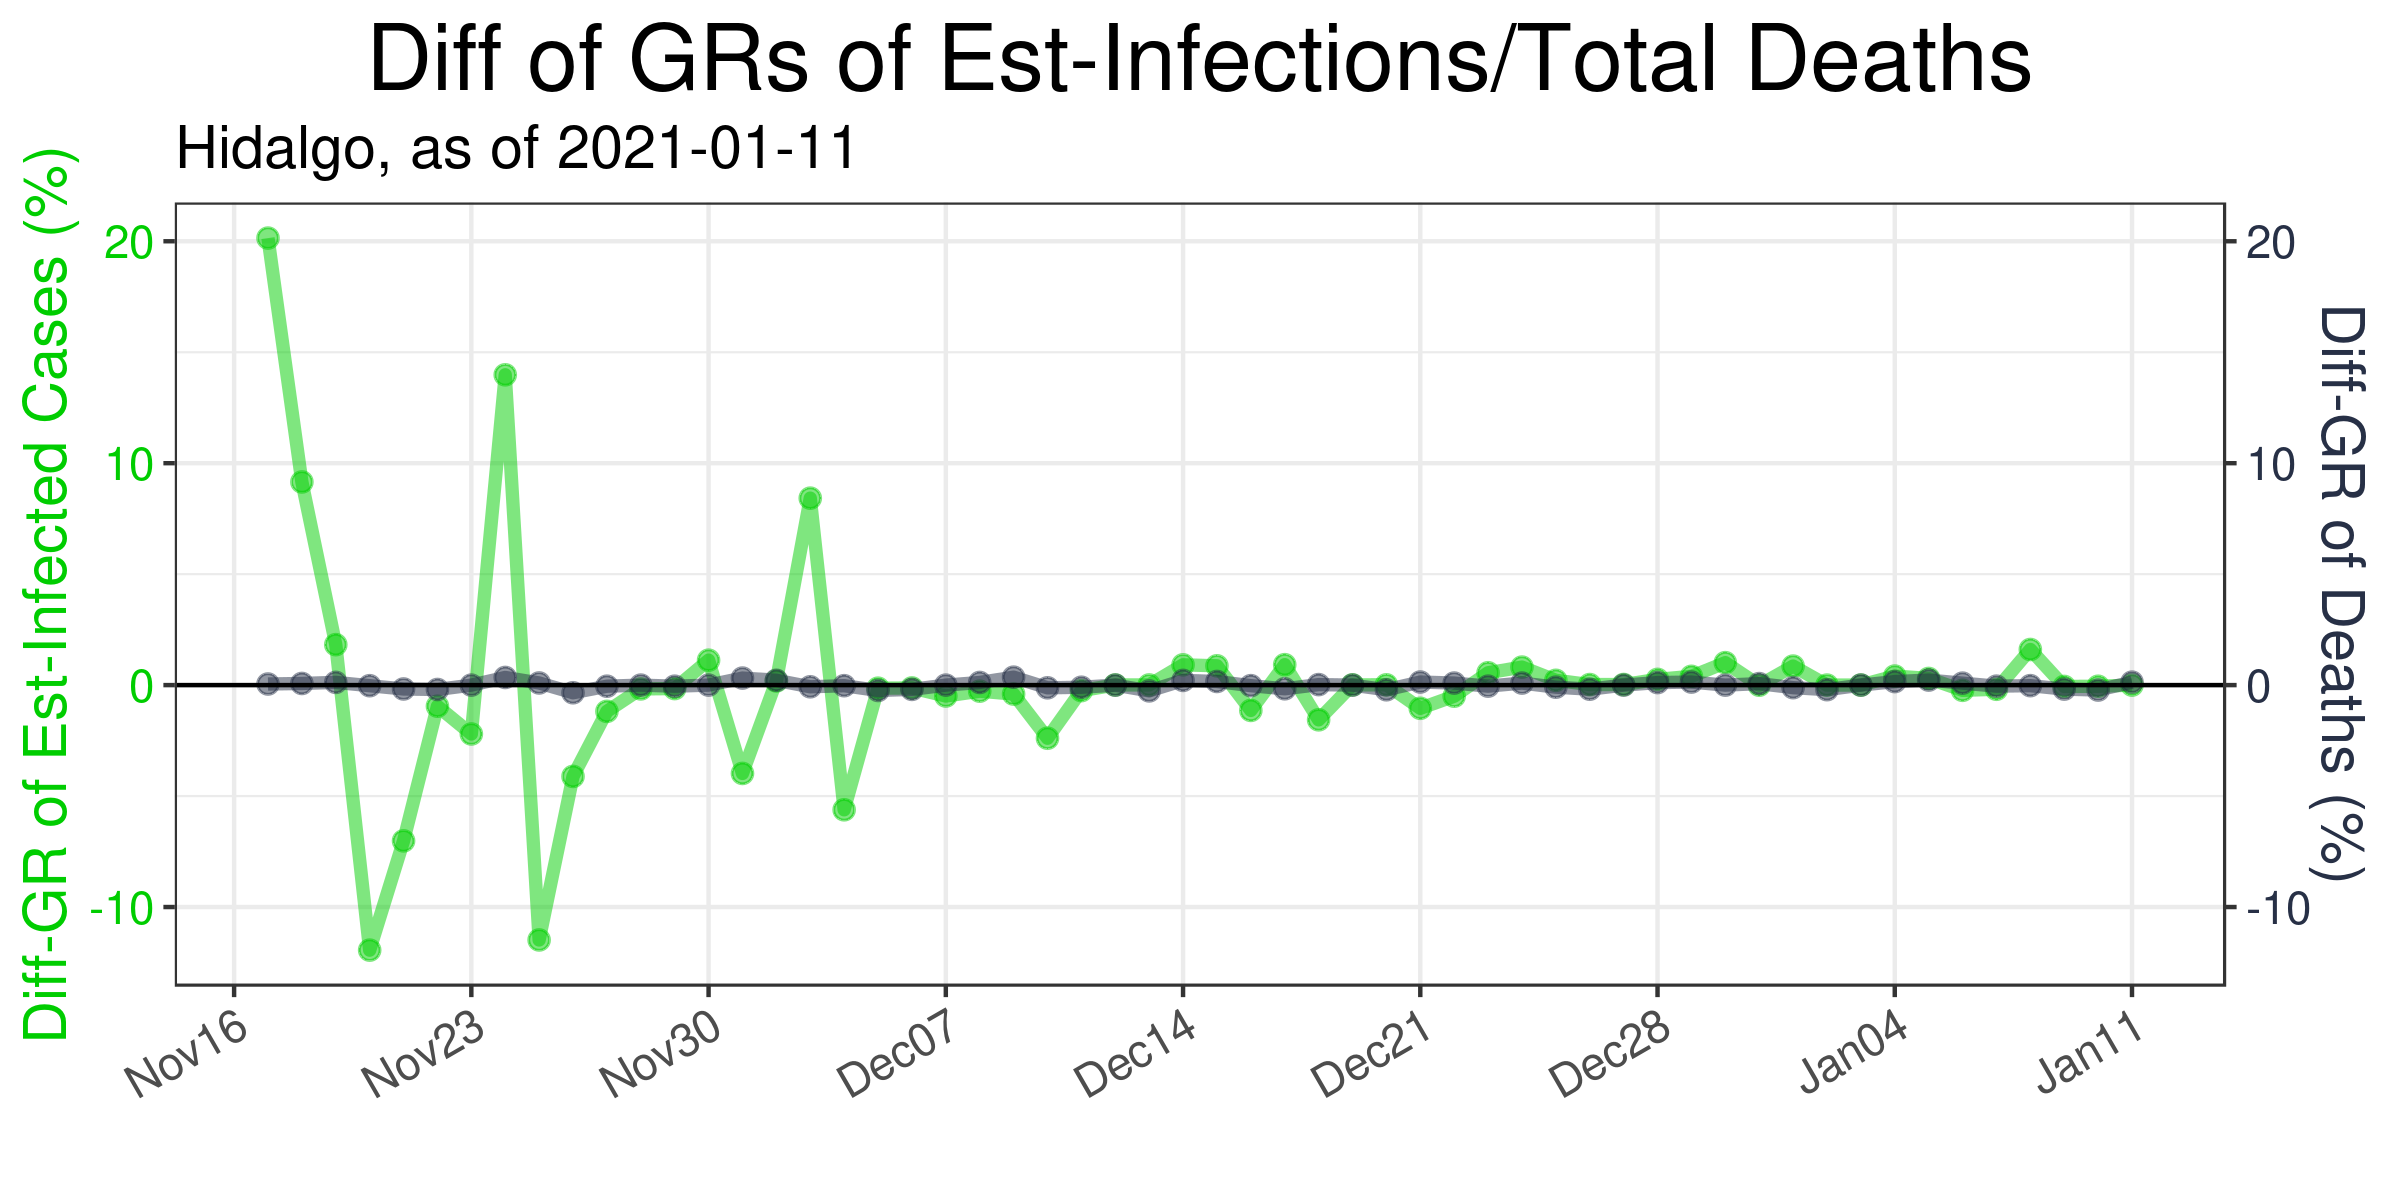 Diff of GRs of Est-Infections/Total Deaths
Hidalgo, as of 2021-01-11
Diff-GR of Est-Infected Cases (%)
20
10
0
-10
20
10
0
-10
Diff-GR of Deaths (%)
Nov16
Nov23
Nov30
Dec07
Dec14
Dec21
Dec28
Jan04
Jan11